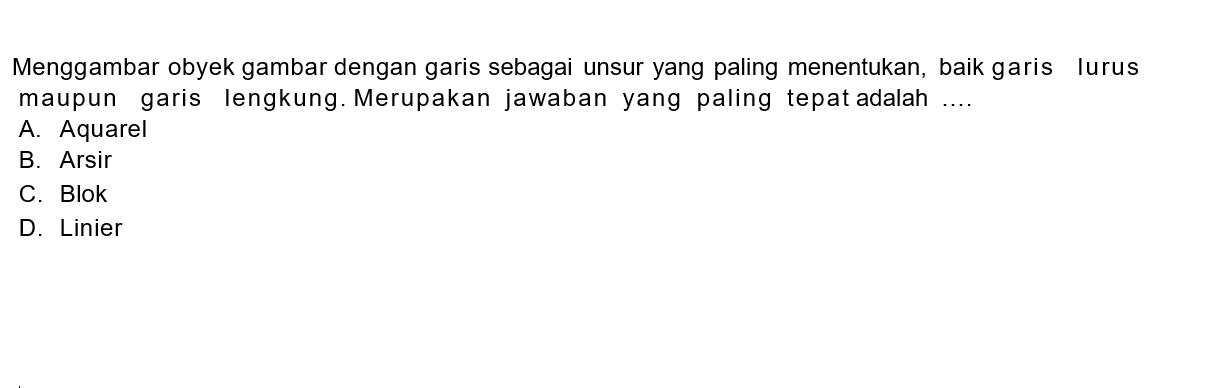 Menggambar obyek gambar dengan garis sebagai unsur yang paling menentukan, baik garis lurus
maupun garis lengkung. Merupakan jawaban yang paling tepat adalah ....
A. Aquarel
B. Arsir
C. Blok
D. Linier